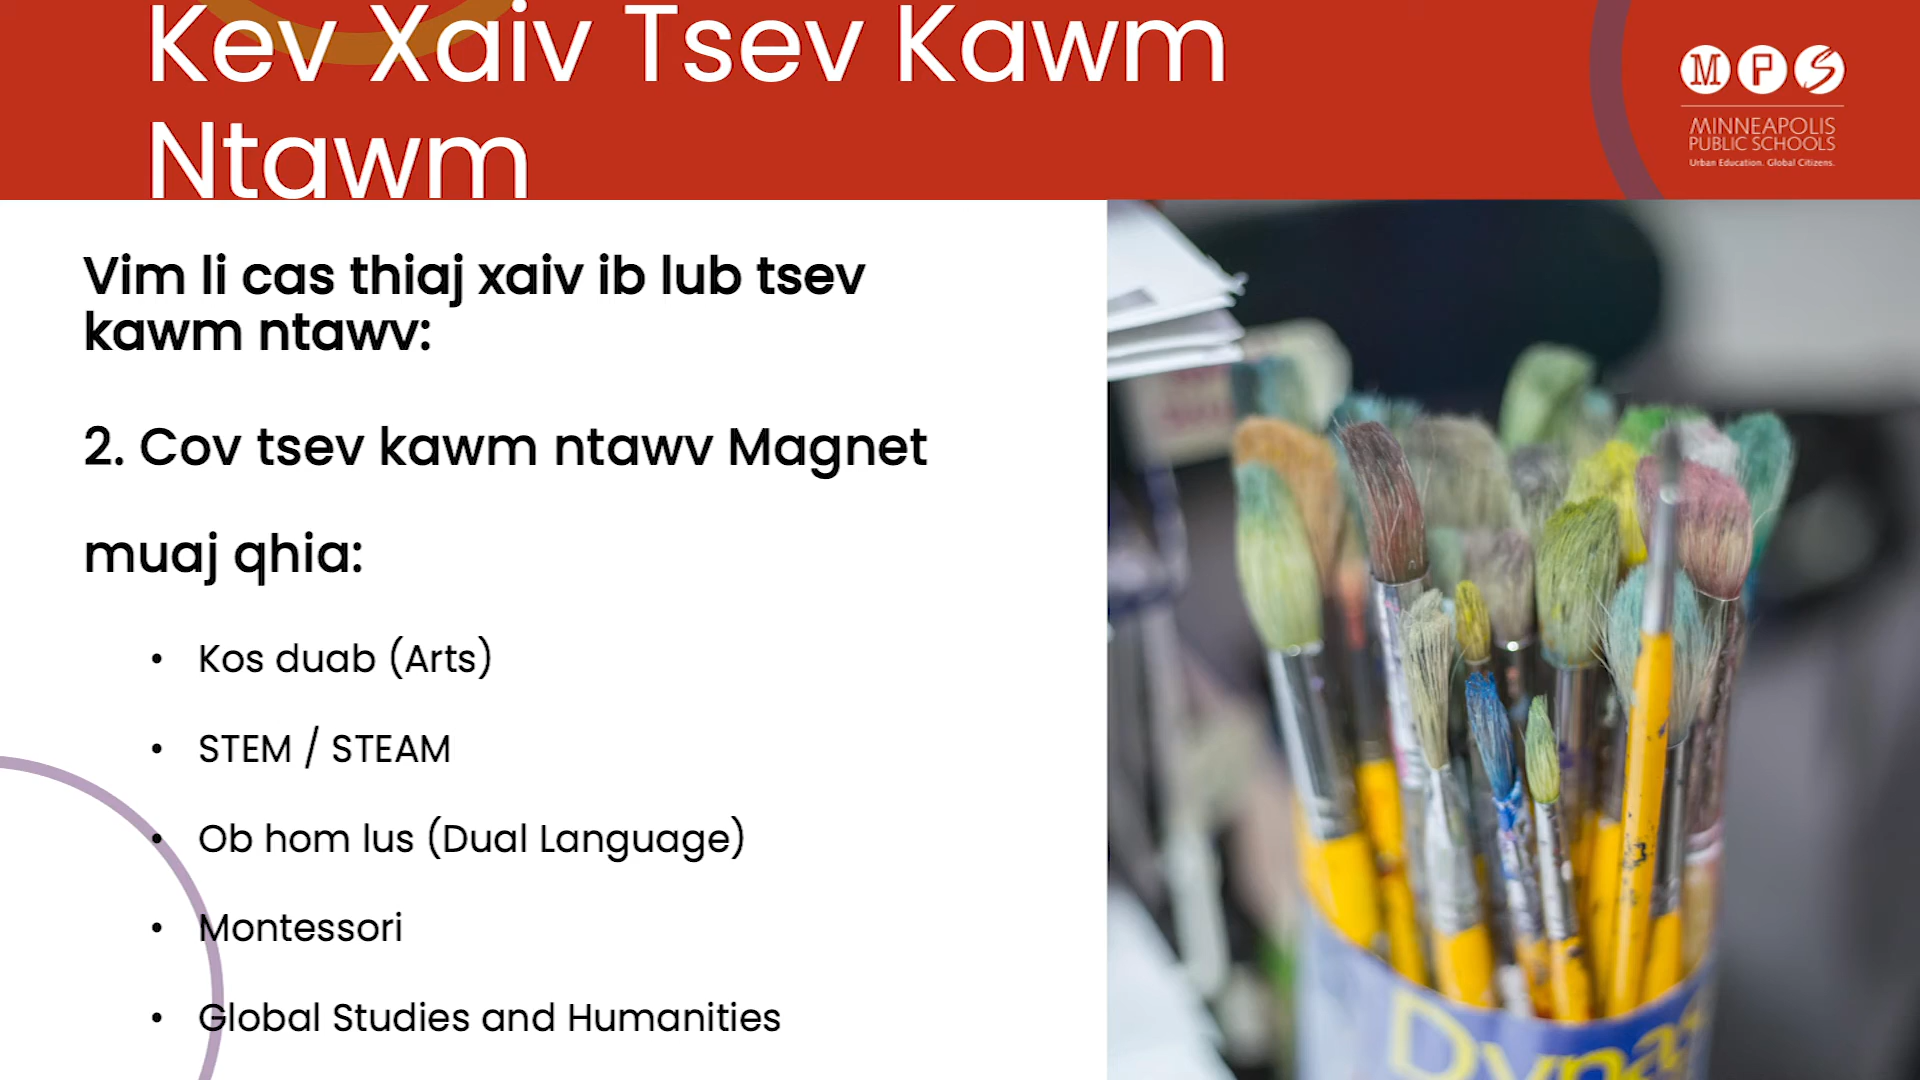 Kev Xaiv Tsev Kawm
Ntawm
M P S
MINNEAPOLIS
PUBLIC SCHOOLS
Urban Education. Global Citizens.
Vim li cas thiaj xaiv ib lub tsev
kawm ntawv:
2. Cov tsev kawm ntawv Magnet
muaj qhia:
• Kos duab (Arts)
• STEM / STEAM
• Ob hom lus (Dual Language)
• Montessori
• Global Studies and Humanities